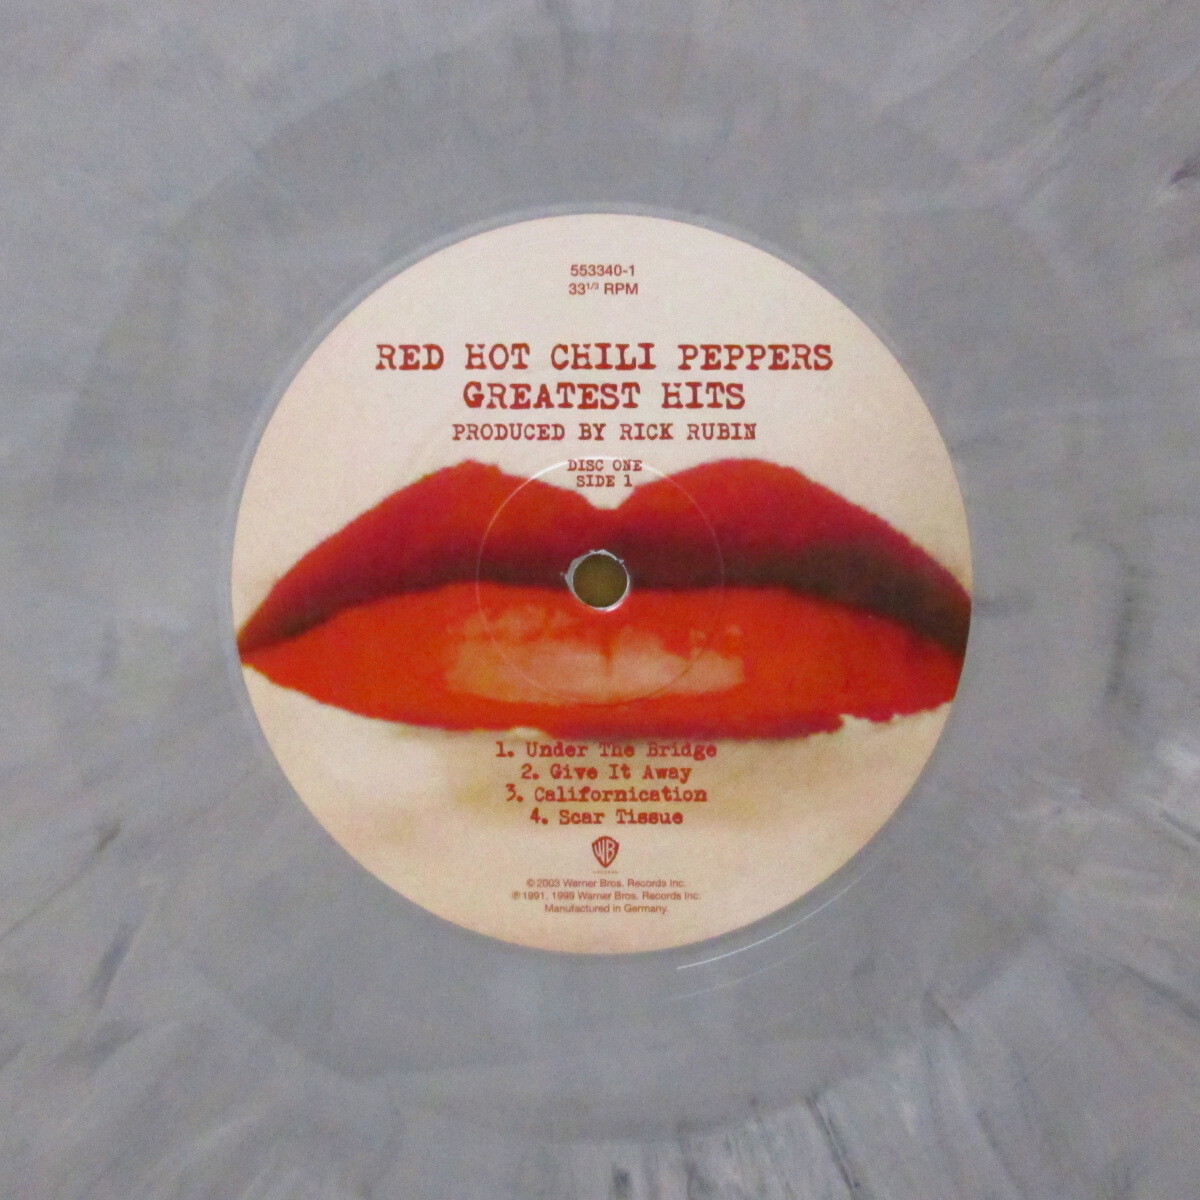 553340-1
33 1/3 RPM
RED HOT CHILI PEPPERS
GREATEST HITS
PRODUCED BY RICK RUBIN
DISC ONE
SIDE 1
1. Under The Bridge
2. Give It Away
3. Californication
4. Scar Tissue
WB
© 2003 Warner Bros. Records Inc.
℗ 1991, 1999 Warner Bros. Records Inc.
Manufactured in Germany.